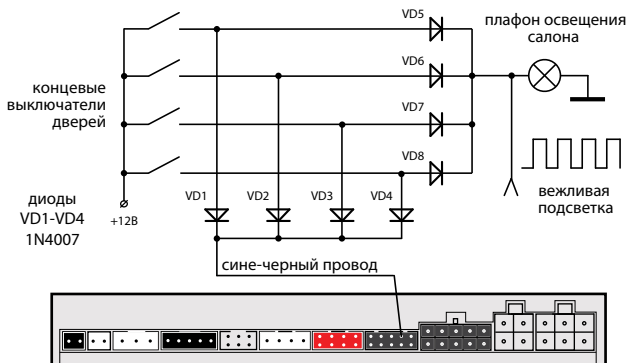 VD5
плафон освещения
салона
VD6
концевые
выключатели
дверей
VD7
VD8
вежливая
подсветка
диоды
VD1-VD4
1N4007
+12В
VD1
VD2
VD3
VD4
сине-черный провод